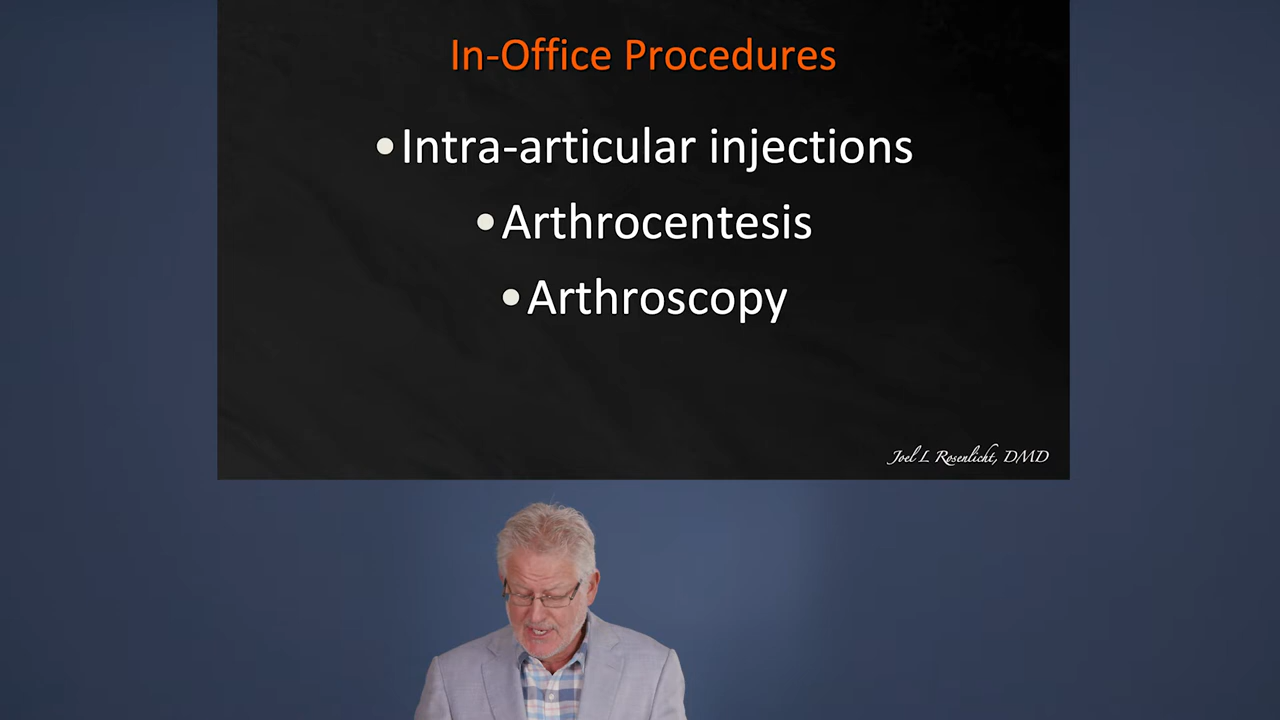 In-Office Procedures
•Intra-articular injections
•Arthrocentesis
•Arthroscopy
Joel L Rosenlicht, DMD